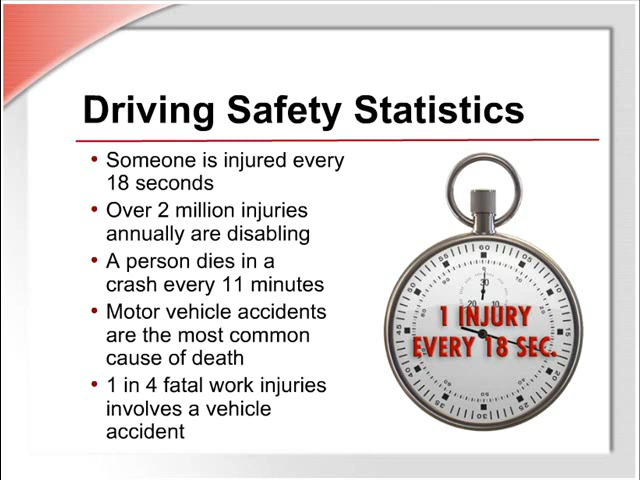 Driving Safety Statistics
• Someone is injured every
18 seconds
• Over 2 million injuries
annually are disabling
• A person dies in a
crash every 11 minutes
• Motor vehicle accidents
are the most common
cause of death
• 1 in 4 fatal work injuries
involves a vehicle
accident
60
30
1 INJURY
EVERY 18 SEC.